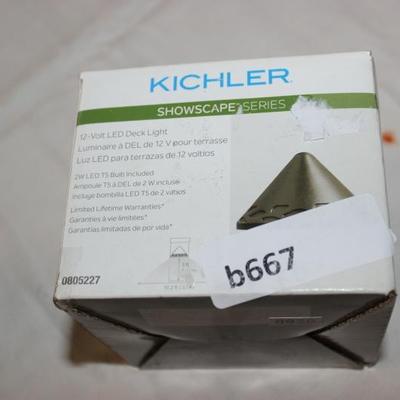 KICHLER
SHOWSCAPE SERIES
12-Volt LED Deck Light
Luminaire à DEL de 12 V pour terrasse
Luz LED para terrazas de 12 voltios
2W LED T5 Bulb Included
Ampoule T5 à DEL de 2 W incluse
Incluye bombilla LED T5 de 2 vatios
Limited Lifetime Warranties*
Garanties à vie limitées*
Garantías limitadas de por vida*
b667
0805227